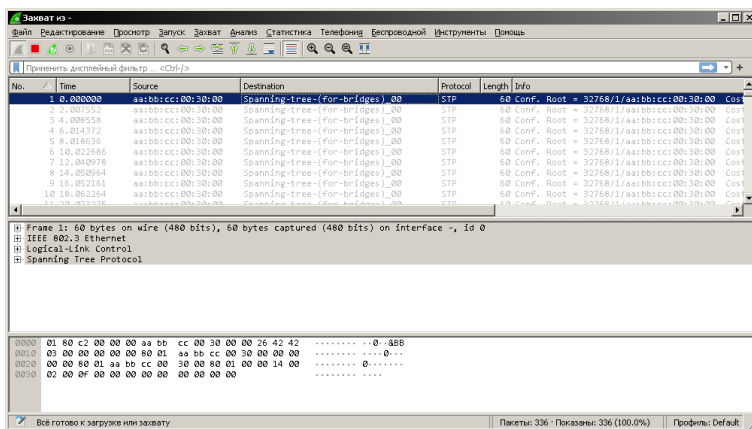 Захват из -
Файл Редактирование Просмотр Запуск Захват Анализ Статистика Телефония Беспроводной Инструменты Помощь
Применить дисплейный фильтр ... <Ctrl-/>
No. Time Source Destination Protocol Length Info
1 0.000000 aa:bb:cc:00:30:00 Spanning-tree-(for-bridges)_00 STP 60 Conf. Root = 32768/1/aa:bb:cc:00:30:00 Cost
2 2.007552 aa:bb:cc:00:30:00 Spanning-tree-(for-bridges)_00 STP 60 Conf. Root = 32768/1/aa:bb:cc:00:30:00 Cost
3 4.008558 aa:bb:cc:00:30:00 Spanning-tree-(for-bridges)_00 STP 60 Conf. Root = 32768/1/aa:bb:cc:00:30:00 Cost
4 6.014372 aa:bb:cc:00:30:00 Spanning-tree-(for-bridges)_00 STP 60 Conf. Root = 32768/1/aa:bb:cc:00:30:00 Cost
5 8.018636 aa:bb:cc:00:30:00 Spanning-tree-(for-bridges)_00 STP 60 Conf. Root = 32768/1/aa:bb:cc:00:30:00 Cost
6 10.022686 aa:bb:cc:00:30:00 Spanning-tree-(for-bridges)_00 STP 60 Conf. Root = 32768/1/aa:bb:cc:00:30:00 Cost
7 12.040978 aa:bb:cc:00:30:00 Spanning-tree-(for-bridges)_00 STP 60 Conf. Root = 32768/1/aa:bb:cc:00:30:00 Cost
8 14.050964 aa:bb:cc:00:30:00 Spanning-tree-(for-bridges)_00 STP 60 Conf. Root = 32768/1/aa:bb:cc:00:30:00 Cost
9 16.052161 aa:bb:cc:00:30:00 Spanning-tree-(for-bridges)_00 STP 60 Conf. Root = 32768/1/aa:bb:cc:00:30:00 Cost
10 18.062264 aa:bb:cc:00:30:00 Spanning-tree-(for-bridges)_00 STP 60 Conf. Root = 32768/1/aa:bb:cc:00:30:00 Cost
Frame 1: 60 bytes on wire (480 bits), 60 bytes captured (480 bits) on interface -, id 0
IEEE 802.3 Ethernet
Logical-Link Control
Spanning Tree Protocol
0000 01 80 c2 00 00 00 aa bb cc 00 30 00 00 26 42 42 ········ ··0··&BB
0010 03 00 00 00 00 00 80 01 aa bb cc 00 30 00 00 00 ········ ····0···
0020 00 00 80 01 aa bb cc 00 30 00 80 01 00 00 14 00 ········ 0·······
0030 02 00 0f 00 00 00 00 00 00 00 00 00 ········ ····
Всё готово к загрузке или захвату Пакеты: 336 · Показаны: 336 (100.0%) Профиль: Default